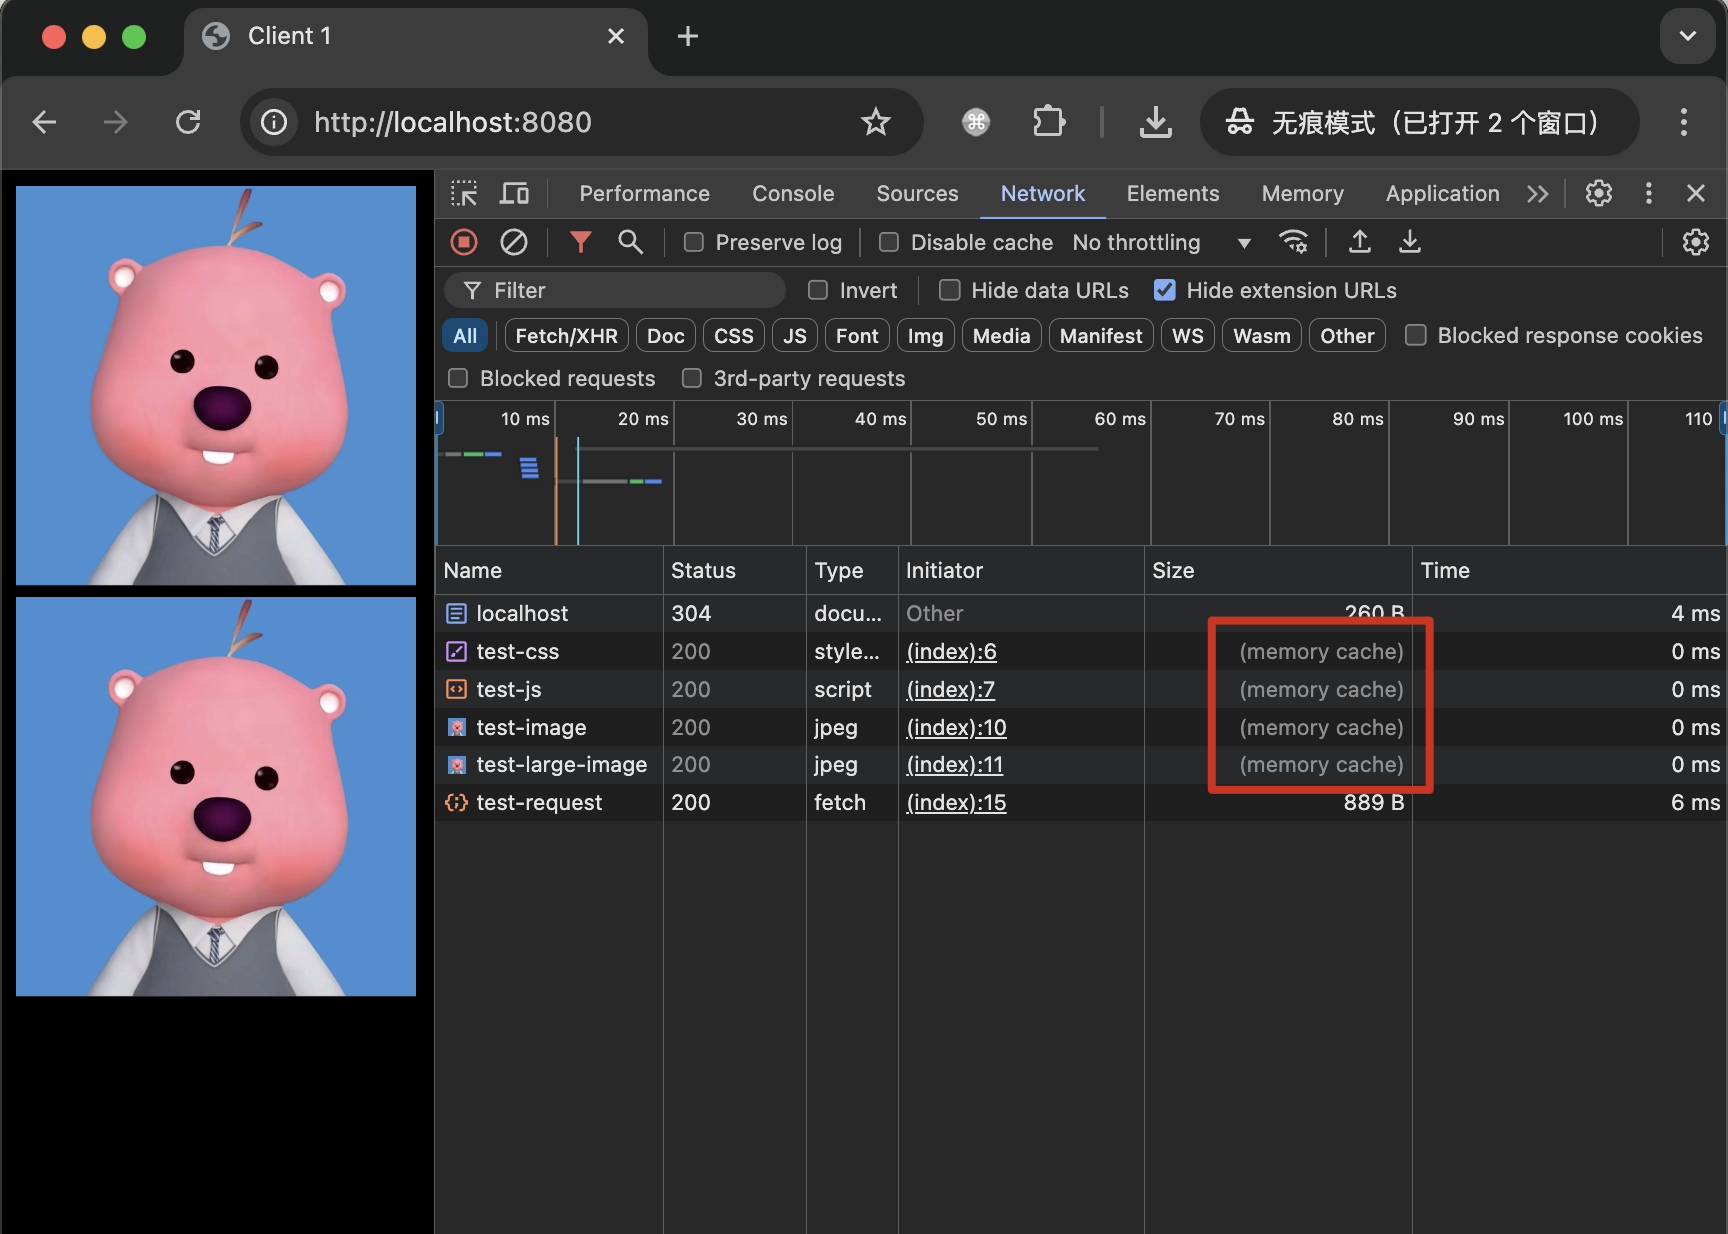 Client 1
http://localhost:8080
无痕模式（已打开 2 个窗口）
Performance Console Sources Network Elements Memory Application
Preserve log Disable cache No throttling
Filter Invert Hide data URLs Hide extension URLs
All Fetch/XHR Doc CSS JS Font Img Media Manifest WS Wasm Other Blocked response cookies
Blocked requests 3rd-party requests
10 ms 20 ms 30 ms 40 ms 50 ms 60 ms 70 ms 80 ms 90 ms 100 ms 110
Name Status Type Initiator Size Time
localhost 304 docu... Other 260 B 4 ms
test-css 200 style... (index):6 (memory cache) 0 ms
test-js 200 script (index):7 (memory cache) 0 ms
test-image 200 jpeg (index):10 (memory cache) 0 ms
test-large-image 200 jpeg (index):11 (memory cache) 0 ms
test-request 200 fetch (index):15 889 B 6 ms